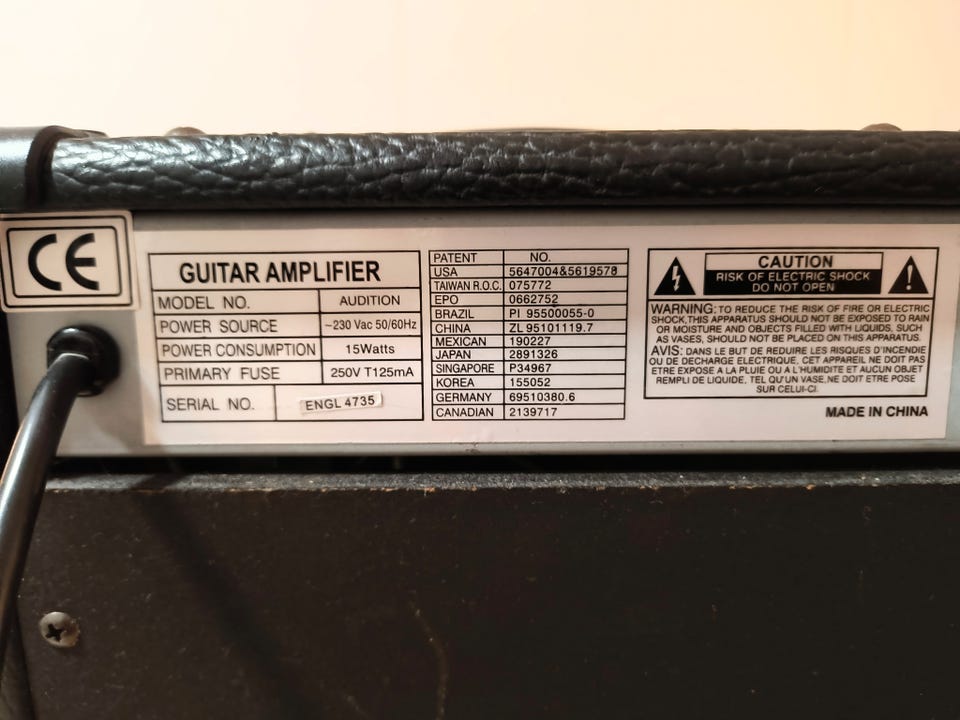 CE
GUITAR AMPLIFIER
MODEL NO. AUDITION
POWER SOURCE ~230 Vac 50/60Hz
POWER CONSUMPTION 15Watts
PRIMARY FUSE 250V T125mA
SERIAL NO. ENGL 4735
PATENT NO.
USA 5647004&5619578
TAIWAN R.O.C. 075772
EPO 0662752
BRAZIL PI 95500055-0
CHINA ZL 95101119.7
MEXICAN 190227
JAPAN 2891326
SINGAPORE P34967
KOREA 155052
GERMANY 69510380.6
CANADIAN 2139717
CAUTION
RISK OF ELECTRIC SHOCK
DO NOT OPEN
!
WARNING: TO REDUCE THE RISK OF FIRE OR ELECTRIC
SHOCK,THIS APPARATUS SHOULD NOT BE EXPOSED TO RAIN
OR MOISTURE AND OBJECTS FILLED WITH LIQUIDS, SUCH
AS VASES, SHOULD NOT BE PLACED ON THIS APPARATUS.
AVIS: DANS LE BUT DE REDUIRE LES RISQUES D'INCENDIE
OU DE DECHARGE ELECTRIQUE, CET APPAREIL NE DOIT PAS
ETRE EXPOSE A LA PLUIE OU A L'HUMIDITE ET AUCUN OBJET
REMPLI DE LIQUIDE, TEL QU'UN VASE,NE DOIT ETRE POSE
SUR CELUI-CI.
MADE IN CHINA